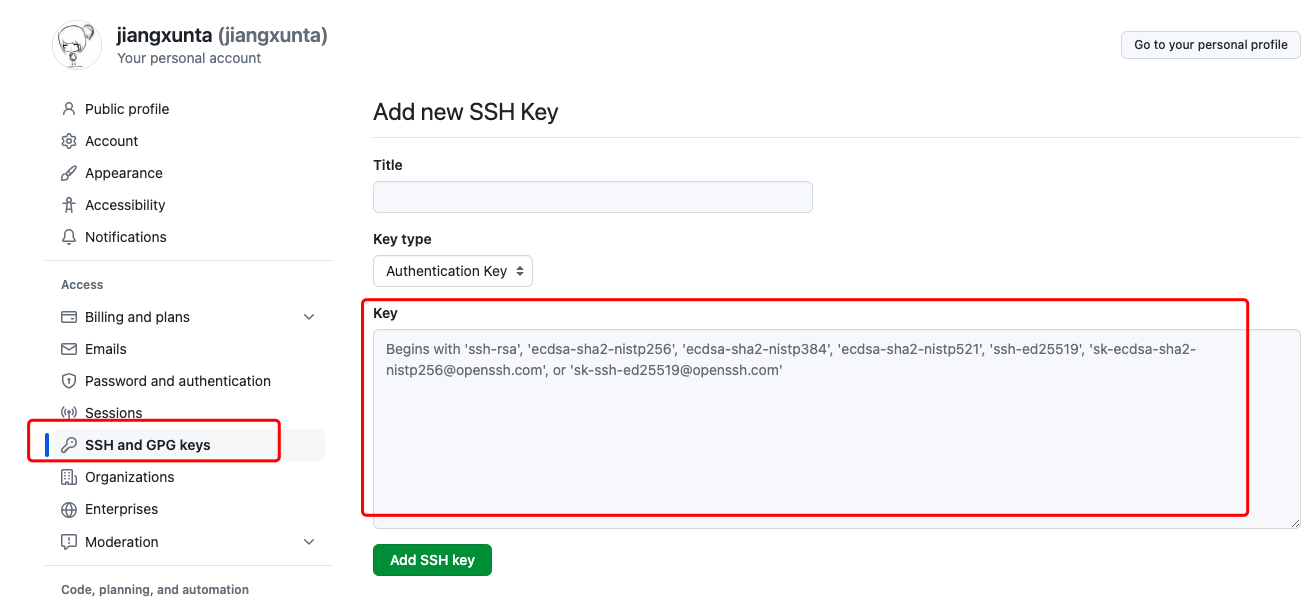 jiangxunta (jiangxunta)
Your personal account
Go to your personal profile
Public profile
Account
Appearance
Accessibility
Notifications
Access
Billing and plans
Emails
Password and authentication
Sessions
SSH and GPG keys
Organizations
Enterprises
Moderation
Code, planning, and automation
Add new SSH Key
Title
Key type
Authentication Key
Key
Begins with 'ssh-rsa', 'ecdsa-sha2-nistp256', 'ecdsa-sha2-nistp384', 'ecdsa-sha2-nistp521', 'ssh-ed25519', 'sk-ecdsa-sha2-
nistp256@openssh.com', or 'sk-ssh-ed25519@openssh.com'
Add SSH key